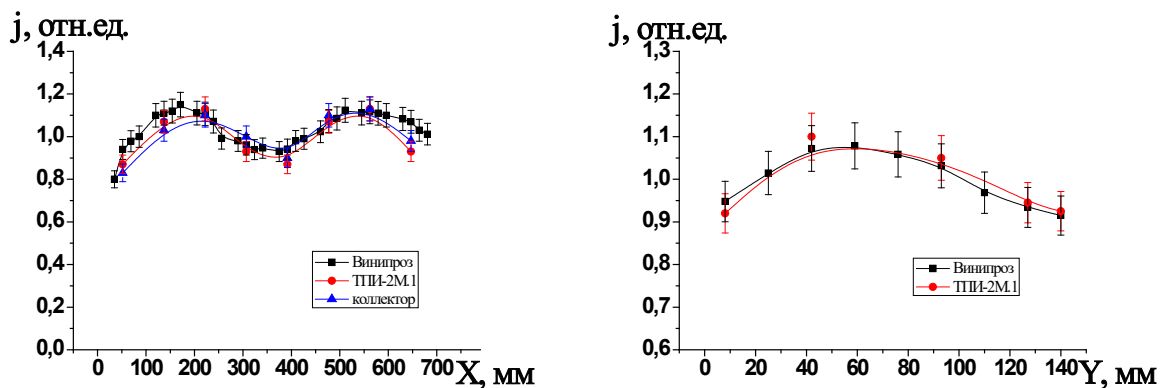 j, отн.ед.
1,4
1,2
1,0
0,8
0,6
0,4
0,2
0,0
Винипроз
ТПИ-2М.1
коллектор
0 100 200 300 400 500 600 700 X, мм
j, отн.ед.
1,3
1,2
1,1
1,0
0,9
0,8
0,7
0,6
Винипроз
ТПИ-2М.1
0 20 40 60 80 100 120 140 Y, мм